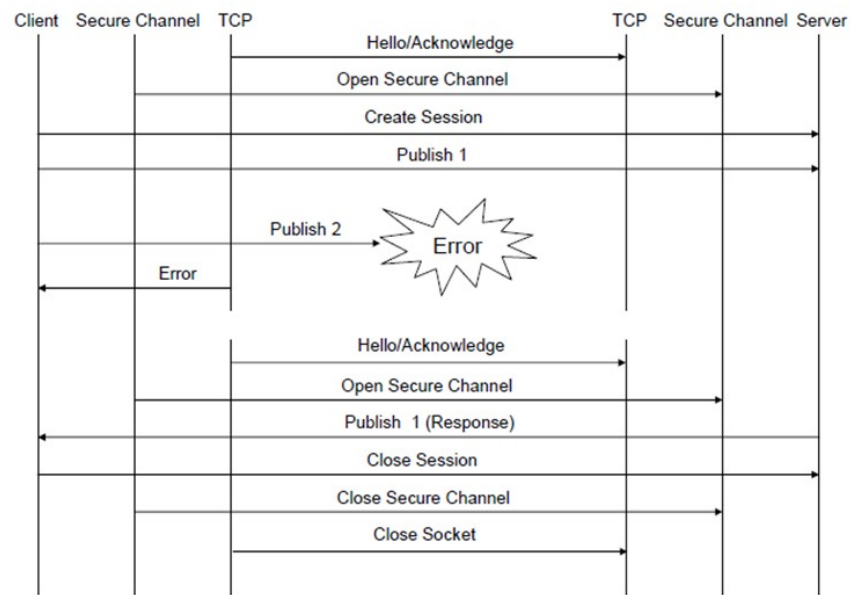 Client Secure Channel TCP TCP Secure Channel Server
Hello/Acknowledge
Open Secure Channel
Create Session
Publish 1
Publish 2
Error
Error
Hello/Acknowledge
Open Secure Channel
Publish 1 (Response)
Close Session
Close Secure Channel
Close Socket